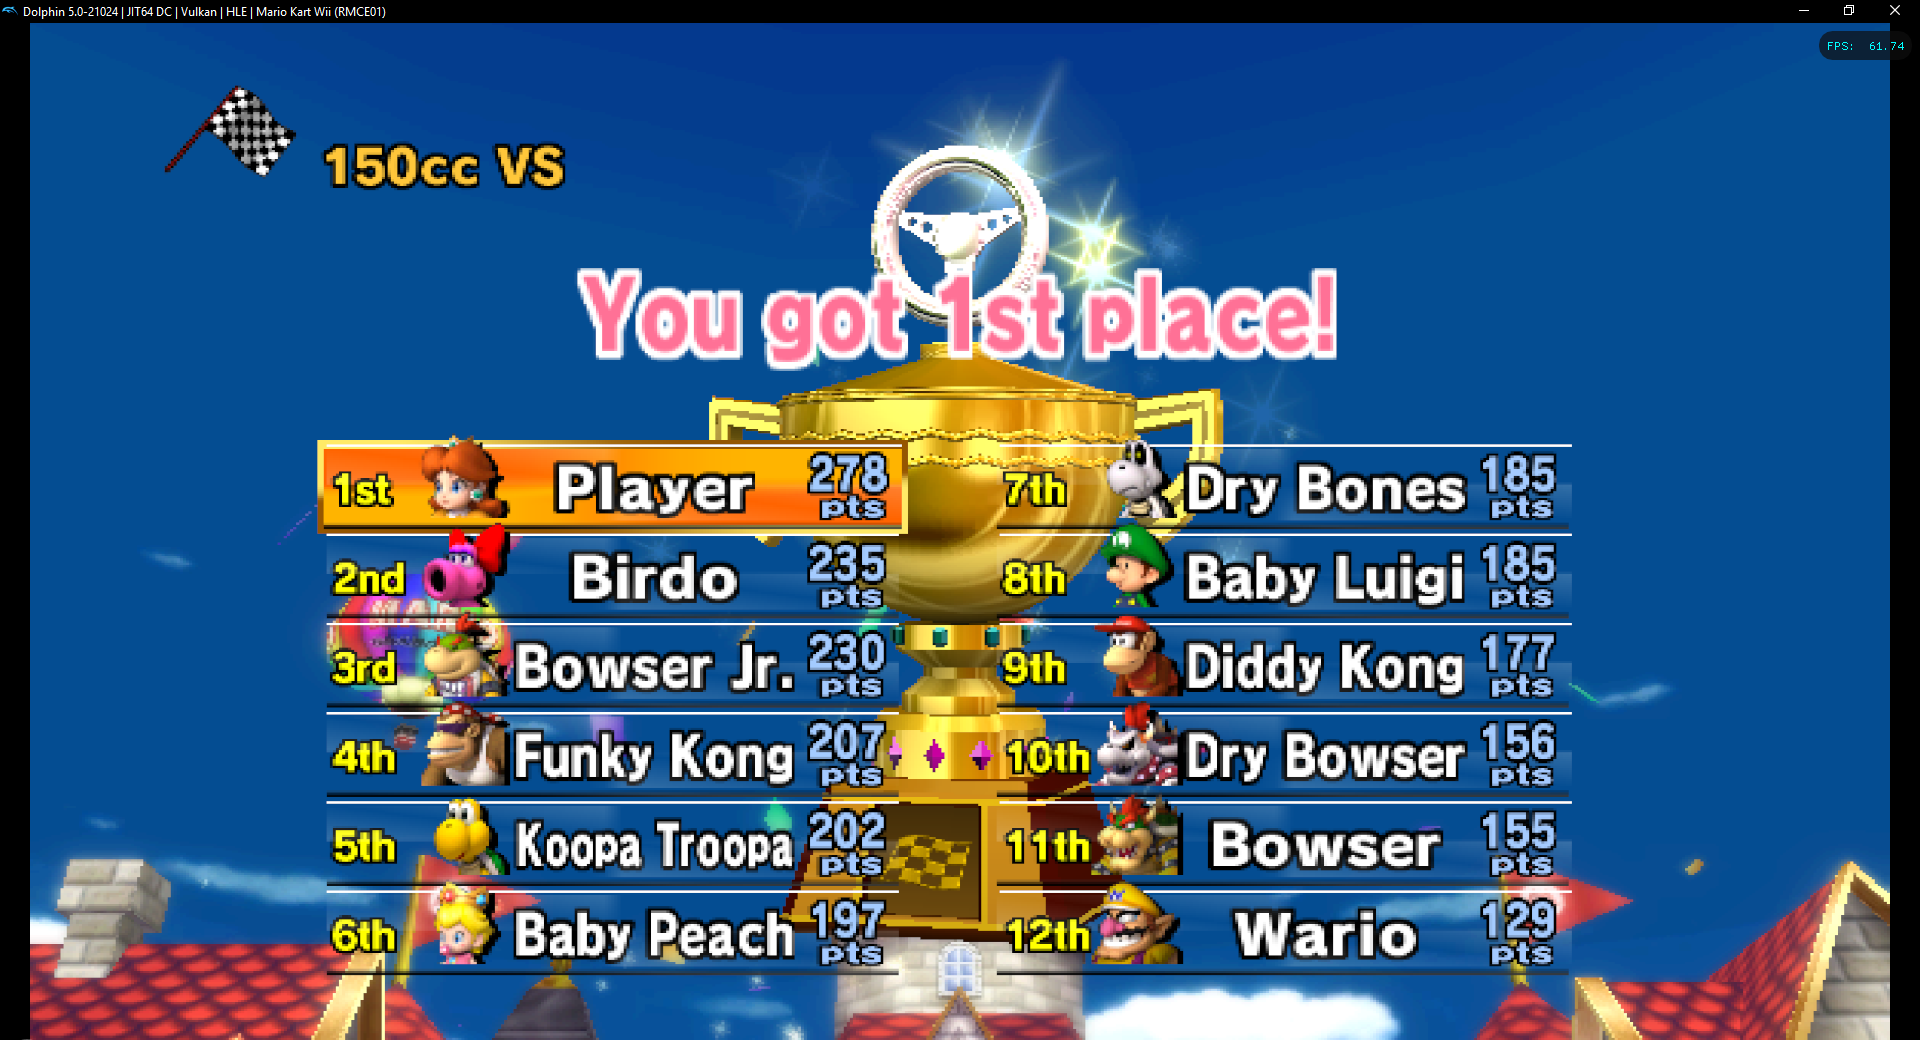 Dolphin 5.0-21024 | JIT64 DC | Vulkan | HLE | Mario Kart Wii (RMCE01)
FPS: 61.74
150cc VS
You got 1st place!
1st Player 278 pts
2nd Birdo 235 pts
3rd Bowser Jr. 230 pts
4th Funky Kong 207 pts
5th Koopa Troopa 202 pts
6th Baby Peach 197 pts
7th Dry Bones 185 pts
8th Baby Luigi 185 pts
9th Diddy Kong 177 pts
10th Dry Bowser 156 pts
11th Bowser 155 pts
12th Wario 129 pts